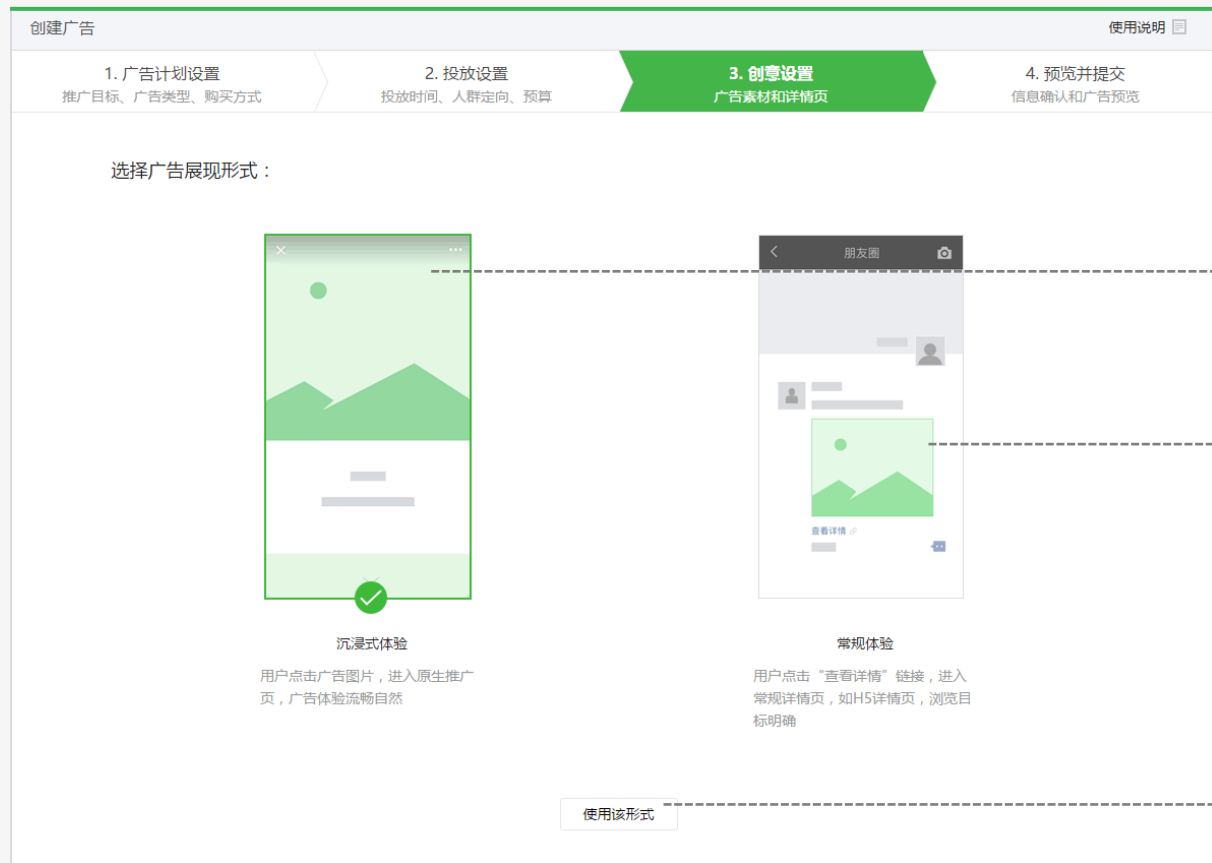 创建广告
使用说明
1. 广告计划设置
推广目标、广告类型、购买方式
2. 投放设置
投放时间、人群定向、预算
3. 创意设置
广告素材和详情页
4. 预览并提交
信息确认和广告预览
选择广告展现形式：
朋友圈
查看详情
沉浸式体验
用户点击广告图片，进入原生推广
页，广告体验流畅自然
常规体验
用户点击“查看详情”链接，进入
常规详情页，如H5详情页，浏览目
标明确
使用该形式